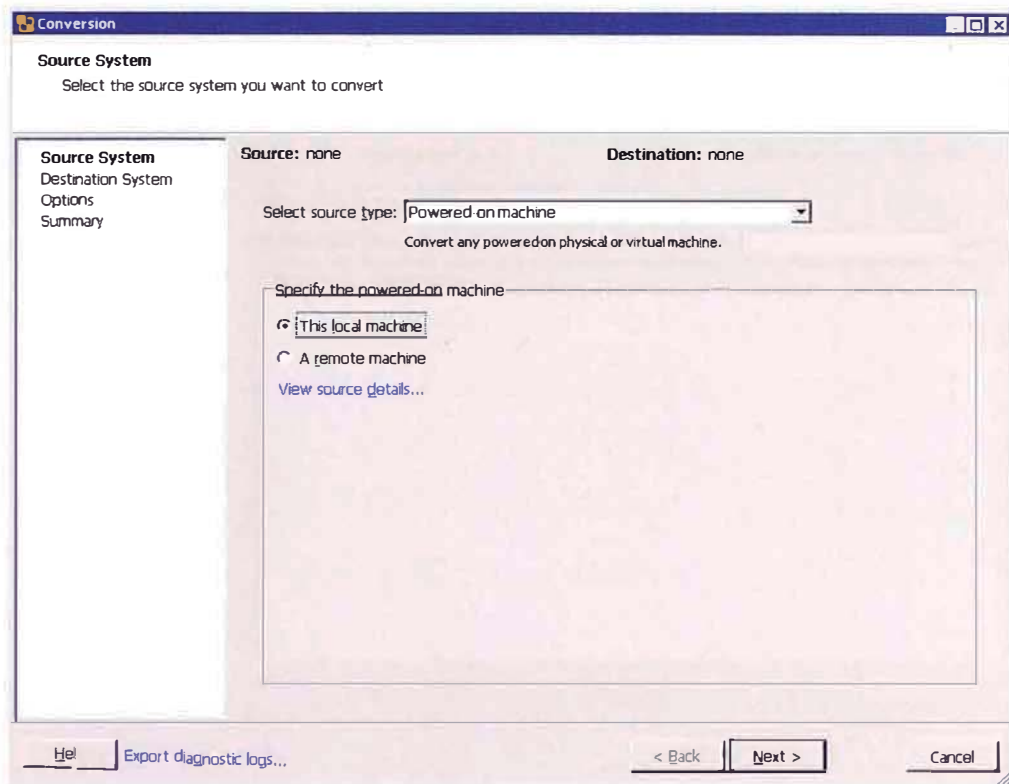 Conversion
Source System
Select the source system you want to convert
Source System
Destination System
Options
Summary
Source: none
Destination: none
Select source type: Powered-on machine
Convert any powered on physical or virtual machine.
Specify the powered-on machine
This local machine
A remote machine
View source details...
Hel
Export diagnostic logs...
< Back
Next >
Cancel